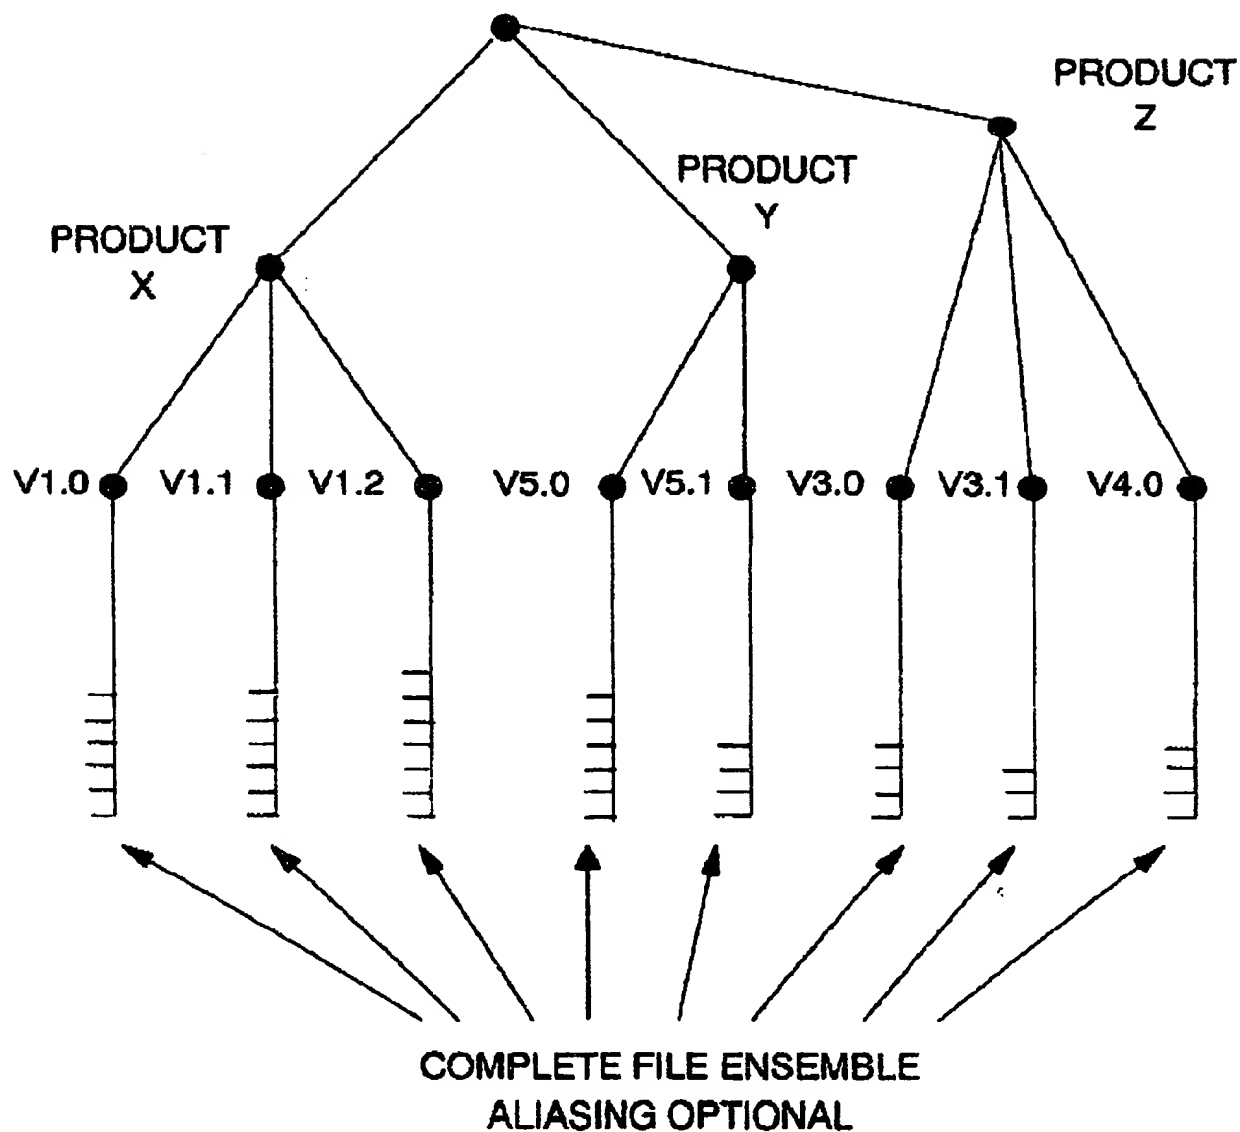 PRODUCT
Z
PRODUCT
Y
PRODUCT
X
V1.0 V1.1 V1.2 V5.0 V5.1 V3.0 V3.1 V4.0
COMPLETE FILE ENSEMBLE
ALIASING OPTIONAL